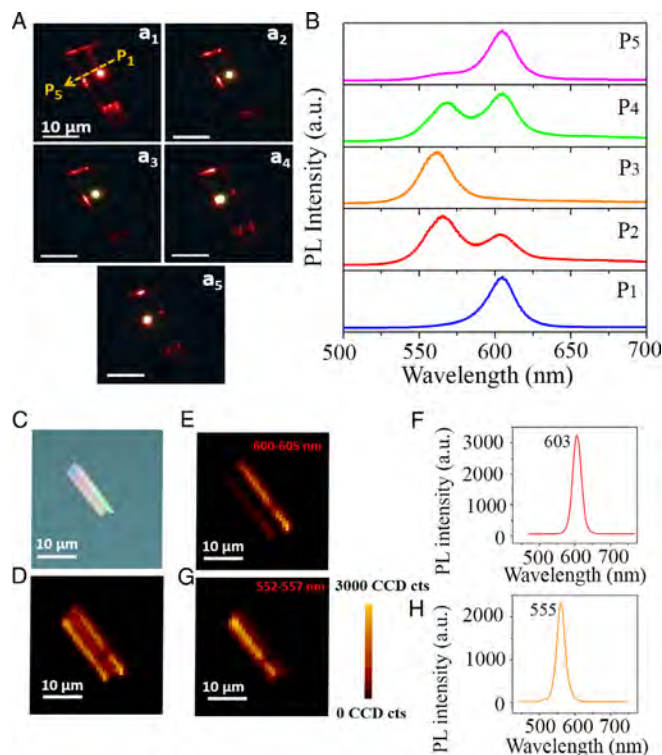 A
a1
P1
P5
10 μm
a2
a3
a4
a5
B
PL Intensity (a.u.)
P5
P4
P3
P2
P1
500 550 600 650 700
Wavelength (nm)
C
10 μm
D
10 μm
E
600-605 nm
10 μm
G
552-557 nm
10 μm
3000 CCD cts
0 CCD cts
F
PL intensity (a.u.)
3000
2000
1000
0
603
500 600 700
Wavelength (nm)
H
PL intensity (a.u.)
2000
1000
0
555
500 600 700
Wavelength (nm)